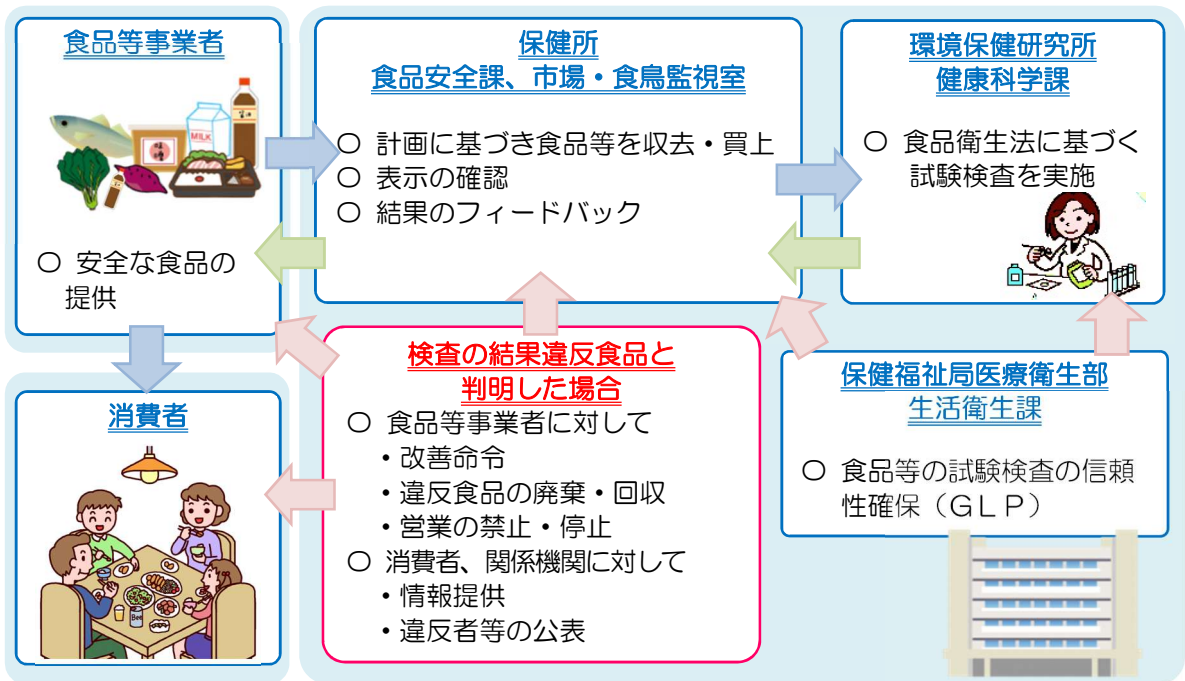 食品等事業者
MILK
味噌
〇 安全な食品の
提供
保健所
食品安全課、市場・食鳥監視室
〇 計画に基づき食品等を収去・買上
〇 表示の確認
〇 結果のフィードバック
環境保健研究所
健康科学課
〇 食品衛生法に基づく
試験検査を実施
消費者
Bee
検査の結果違反食品と
判明した場合
〇 食品等事業者に対して
・改善命令
・違反食品の廃棄・回収
・営業の禁止・停止
〇 消費者、関係機関に対して
・情報提供
・違反者等の公表
保健福祉局医療衛生部
生活衛生課
〇 食品等の試験検査の信頼
性確保（ＧＬＰ）